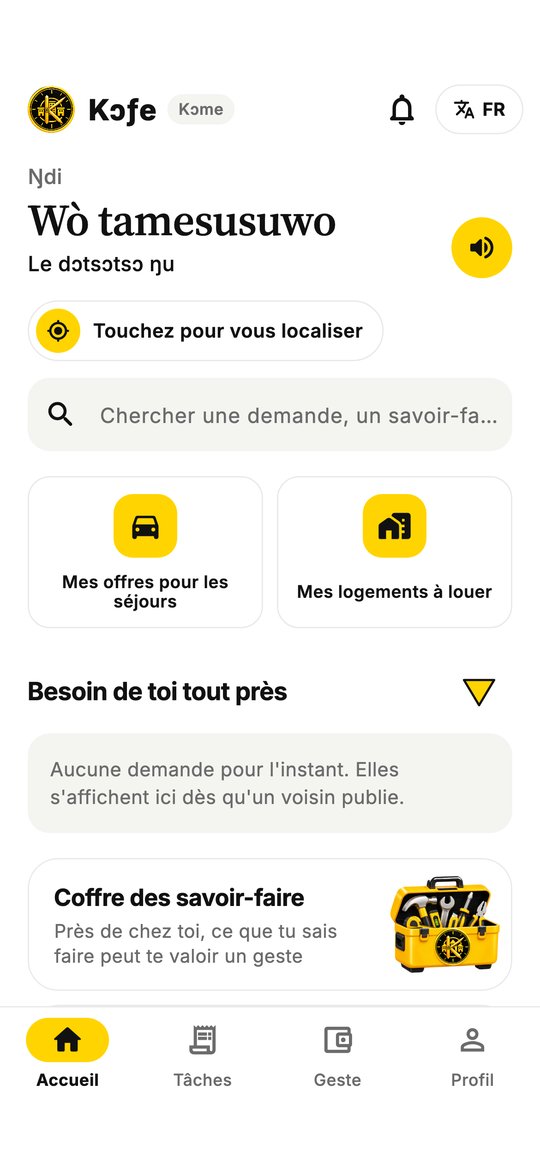 Kɔƒe
Kɔme
FR
Ŋdi
Wò tamesusuwo
Le dɔtsɔtsɔ ŋu
Touchez pour vous localiser
Chercher une demande, un savoir-fa...
Mes offres pour les
séjours
Mes logements à louer
Besoin de toi tout près
Aucune demande pour l'instant. Elles
s'affichent ici dès qu'un voisin publie.
Coffre des savoir-faire
Près de chez toi, ce que tu sais
faire peut te valoir un geste
Accueil
Tâches
Geste
Profil